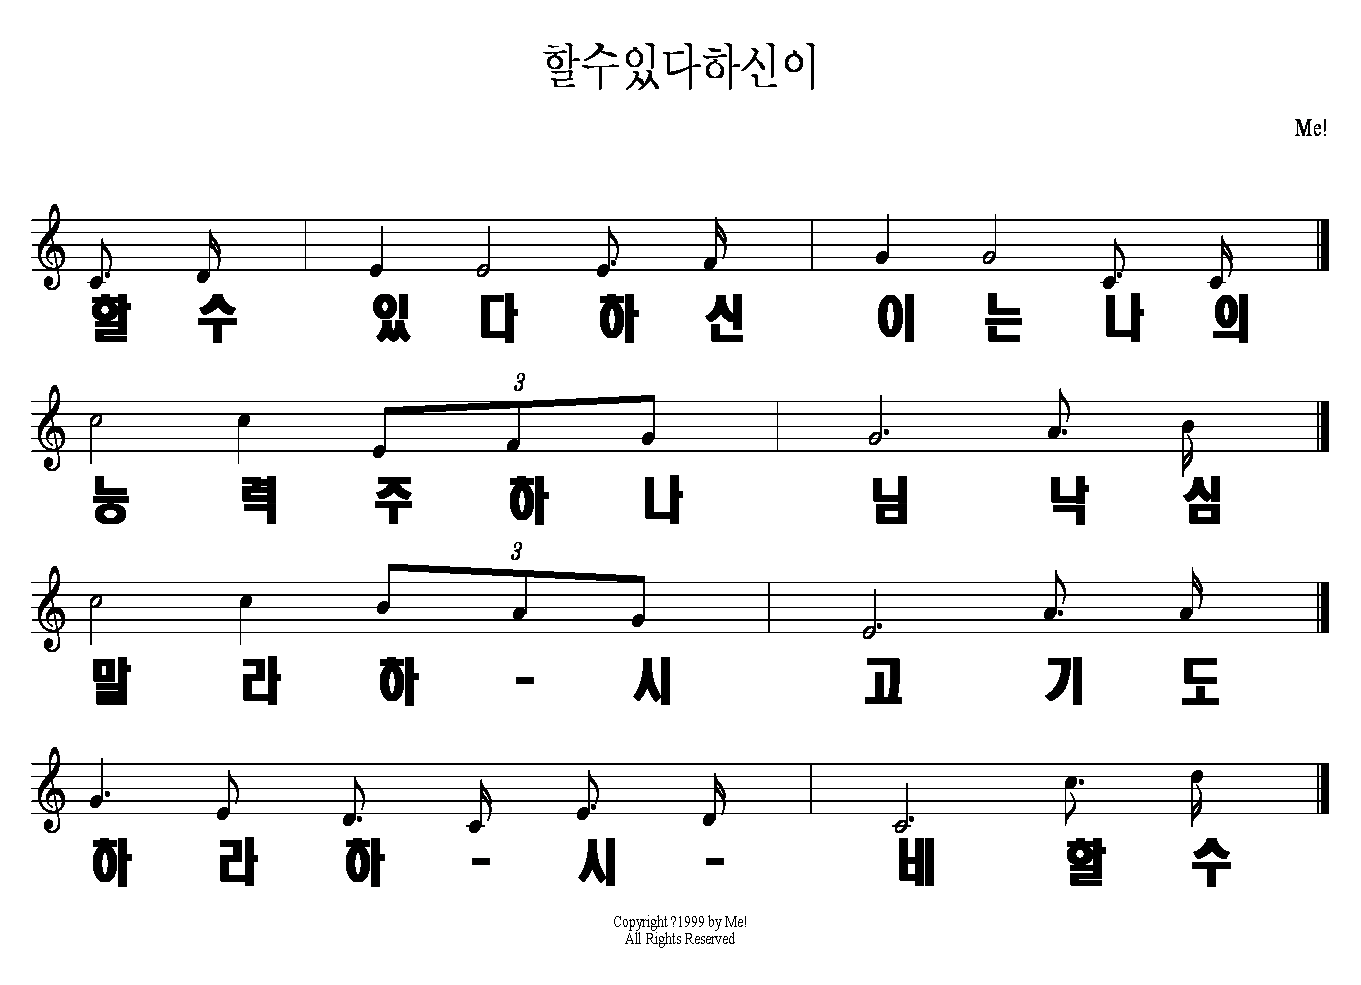 할수있다하신이
Me!
할 수 있 다 하 신 이 는 나 의
3
능 력 주 하 나 님 낙 심
3
말 라 하 - 시 고 기 도
하 라 하 - 시 - 네 할 수
Copyright ?1999 by Me!
All Rights Reserved